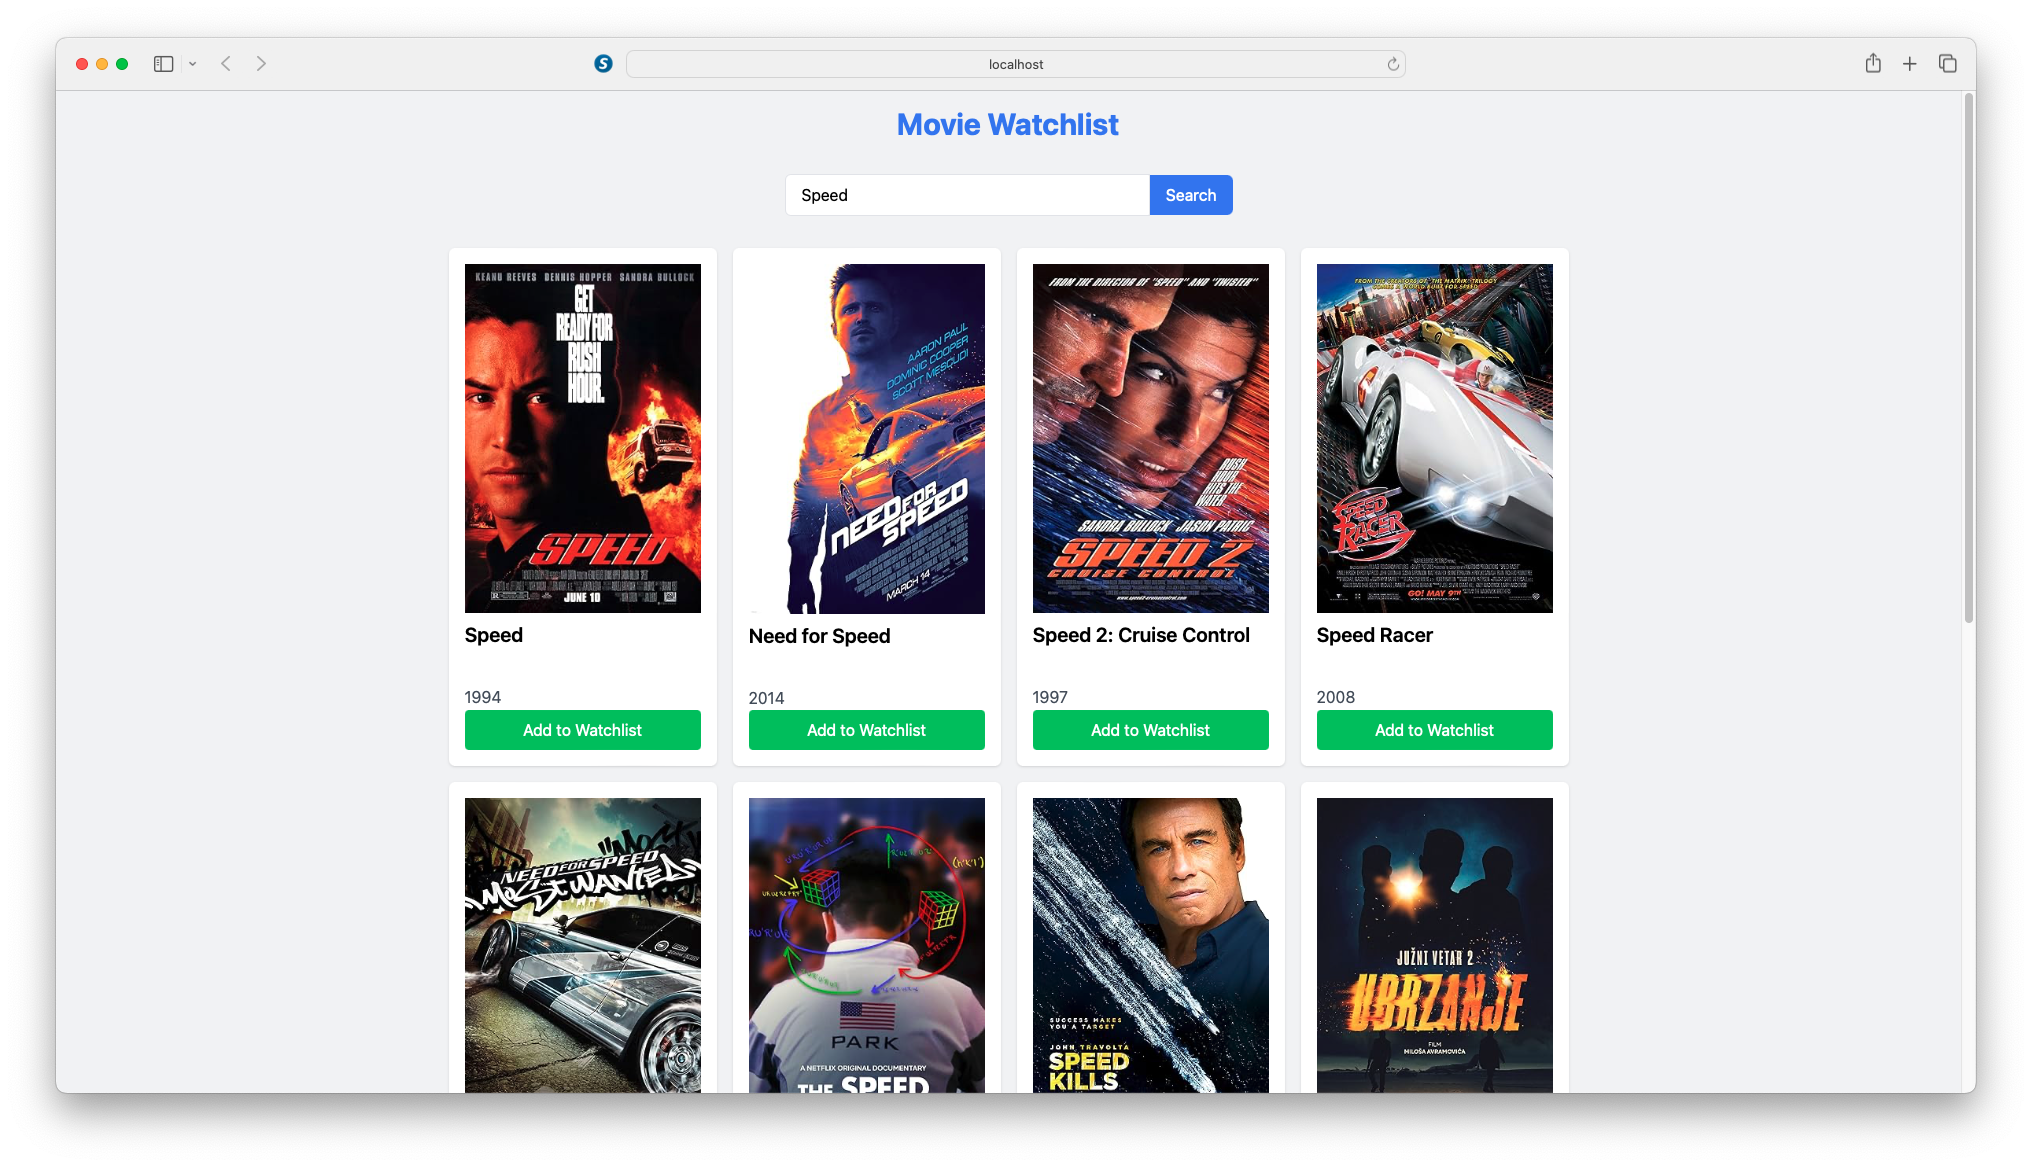 localhost
Movie Watchlist
Speed
Search
KEANU REEVES DENNIS HOPPER SANDRA BULLOCK
GET
READY FOR
RUSH
HOUR.
SPEED
JUNE 10
AARON PAUL
DOMINIC COOPER
SCOTT MESCUDI
NEED FOR
SPEED
MARCH 14
FROM THE DIRECTOR OF "SPEED" AND "TWISTER"
RUSH
HOUR
HITS THE
WATER
SANDRA BULLOCK JASON PATRIC
SPEED 2
CRUISE CONTROL
FROM THE CREATORS OF "THE MATRIX" TRILOGY
COMES A WORLD BUILT FOR SPEED
SPEED
RACER
GO! MAY 9TH
Speed
Need for Speed
Speed 2: Cruise Control
Speed Racer
1994
2014
1997
2008
Add to Watchlist
Add to Watchlist
Add to Watchlist
Add to Watchlist
NEED FOR SPEED
MOST WANTED
PARK
A NETFLIX ORIGINAL DOCUMENTARY
THE SPEED
SUCCESS MAKES
YOU A TARGET
JOHN TRAVOLTA
SPEED
KILLS
JUŽNI VETAR 2
UBRZANJE
FILM
MILOŠA AVRAMOVIĆA